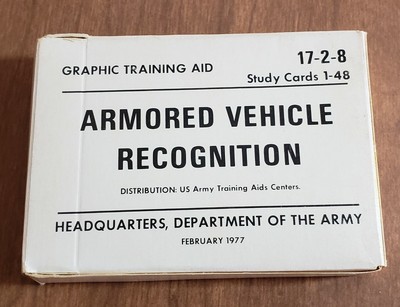 GRAPHIC TRAINING AID
17-2-8
Study Cards 1-48
ARMORED VEHICLE
RECOGNITION
DISTRIBUTION: US Army Training Aids Centers.
HEADQUARTERS, DEPARTMENT OF THE ARMY
FEBRUARY 1977